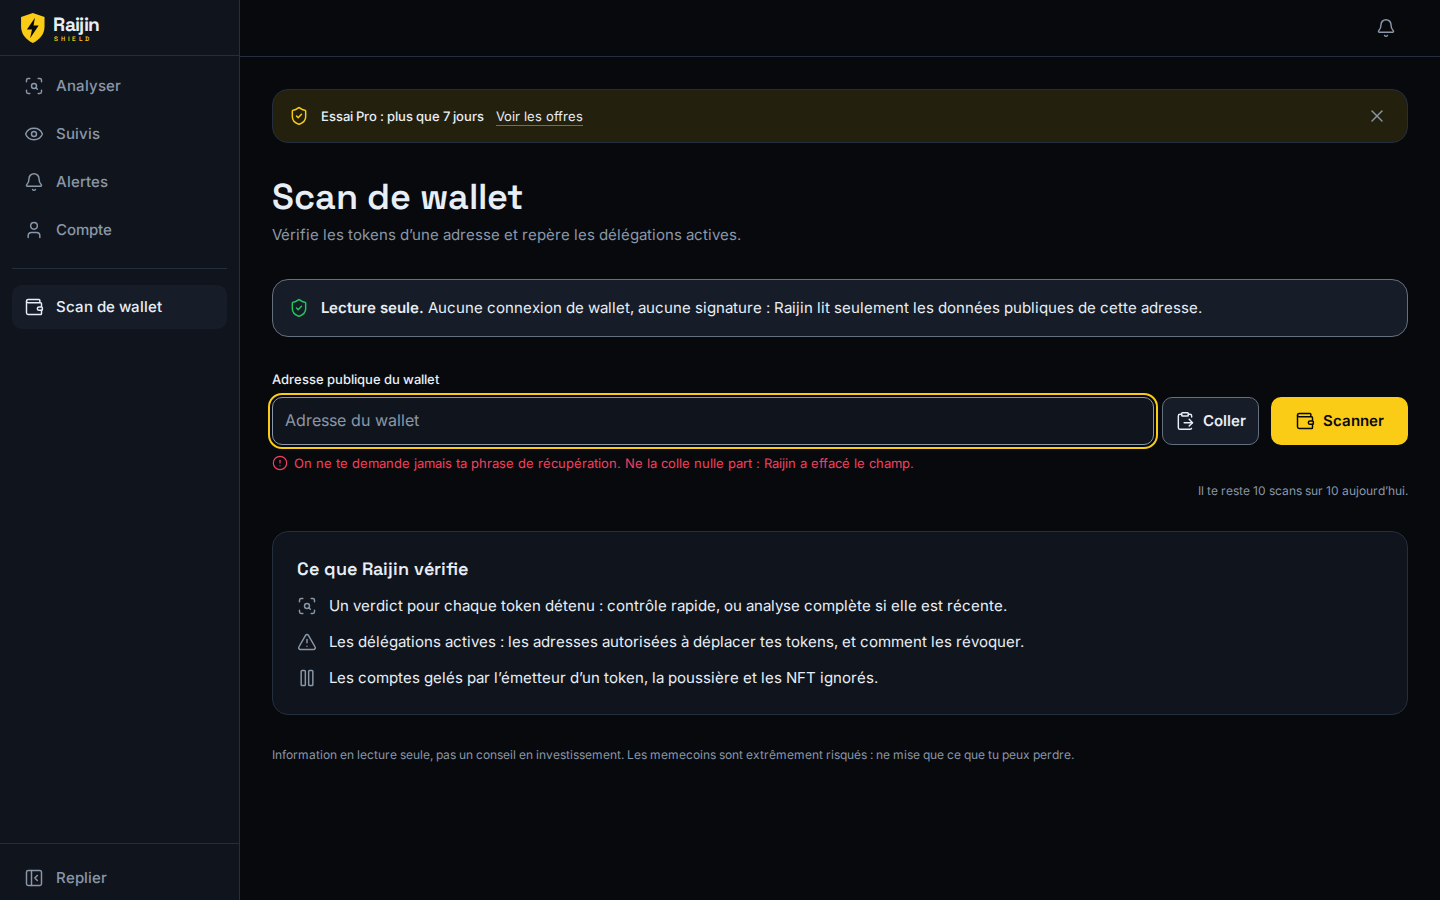 Raijin
SHIELD
Analyser
Suivis
Alertes
Compte
Scan de wallet
Replier
Essai Pro : plus que 7 jours Voir les offres
Scan de wallet
Vérifie les tokens d’une adresse et repère les délégations actives.
Lecture seule. Aucune connexion de wallet, aucune signature : Raijin lit seulement les données publiques de cette adresse.
Adresse publique du wallet
Adresse du wallet
Coller
Scanner
On ne te demande jamais ta phrase de récupération. Ne la colle nulle part : Raijin a effacé le champ.
Il te reste 10 scans sur 10 aujourd’hui.
Ce que Raijin vérifie
Un verdict pour chaque token détenu : contrôle rapide, ou analyse complète si elle est récente.
Les délégations actives : les adresses autorisées à déplacer tes tokens, et comment les révoquer.
Les comptes gelés par l’émetteur d’un token, la poussière et les NFT ignorés.
Information en lecture seule, pas un conseil en investissement. Les memecoins sont extrêmement risqués : ne mise que ce que tu peux perdre.